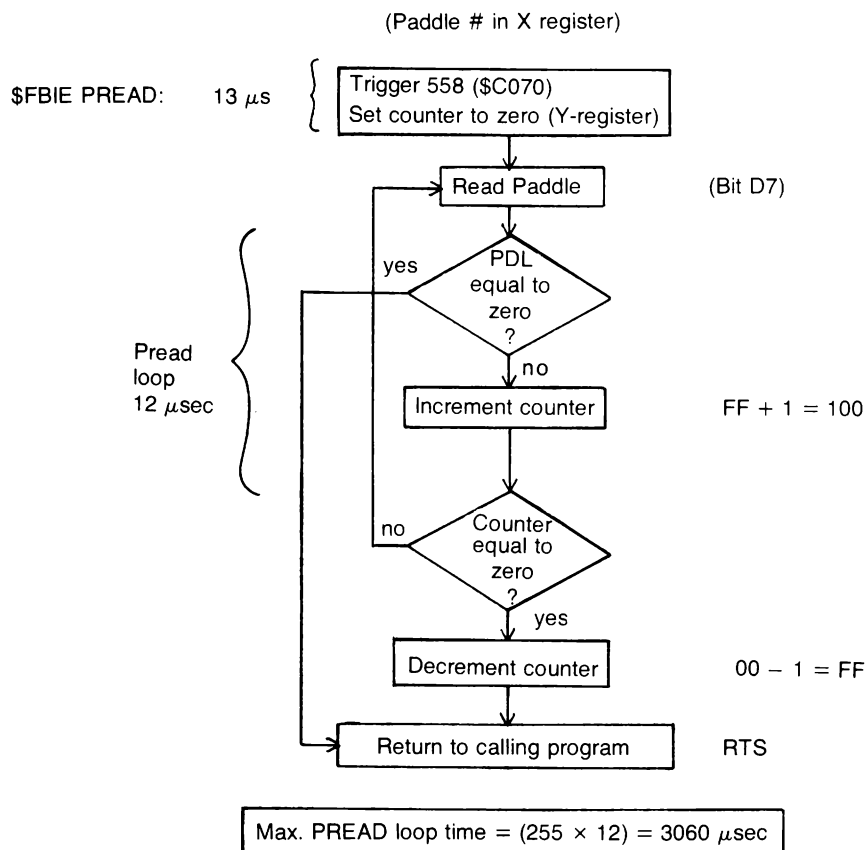 (Paddle # in X register)
$FBIE PREAD: 13 μs
Trigger 558 ($C070)
Set counter to zero (Y-register)
Read Paddle
(Bit D7)
yes
PDL
equal to
zero
?
no
Pread
loop
12 μsec
Increment counter
FF + 1 = 100
no
Counter
equal to
zero
?
yes
Decrement counter
00 − 1 = FF
Return to calling program
RTS
Max. PREAD loop time = (255 × 12) = 3060 μsec